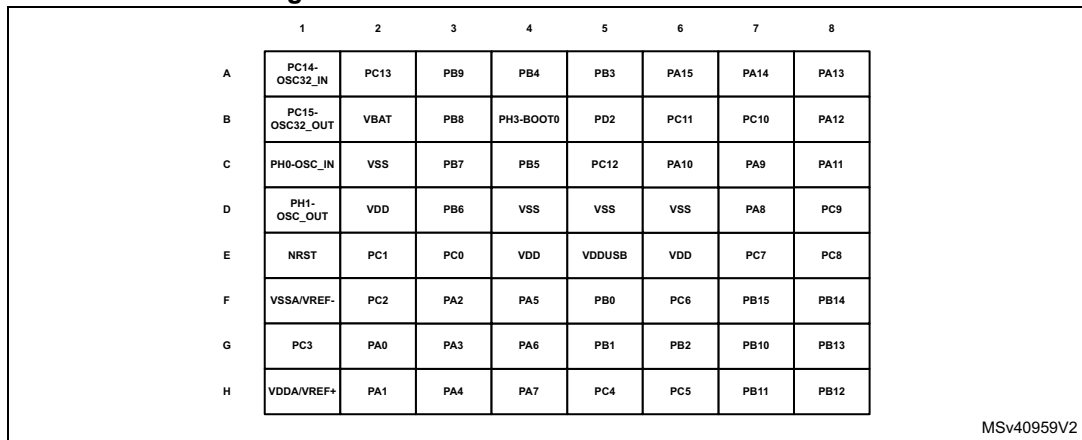 1 2 3 4 5 6 7 8
A PC14-OSC32_IN PC13 PB9 PB4 PB3 PA15 PA14 PA13
B PC15-OSC32_OUT VBAT PB8 PH3-BOOT0 PD2 PC11 PC10 PA12
C PH0-OSC_IN VSS PB7 PB5 PC12 PA10 PA9 PA11
D PH1-OSC_OUT VDD PB6 VSS VSS VSS PA8 PC9
E NRST PC1 PC0 VDD VDDUSB VDD PC7 PC8
F VSSA/VREF- PC2 PA2 PA5 PB0 PC6 PB15 PB14
G PC3 PA0 PA3 PA6 PB1 PB2 PB10 PB13
H VDDA/VREF+ PA1 PA4 PA7 PC4 PC5 PB11 PB12
MSv40959V2